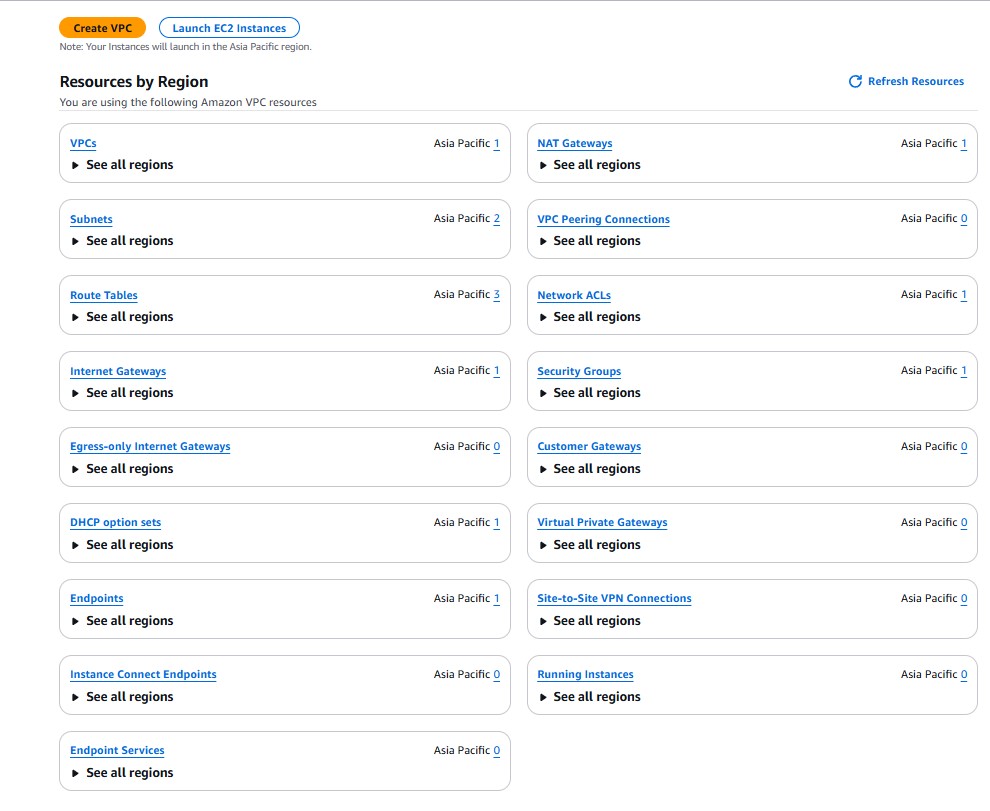 Create VPC
Launch EC2 Instances
Note: Your Instances will launch in the Asia Pacific region.
Resources by Region
Refresh Resources
You are using the following Amazon VPC resources
VPCs
Asia Pacific 1
See all regions
NAT Gateways
Asia Pacific 1
See all regions
Subnets
Asia Pacific 2
See all regions
VPC Peering Connections
Asia Pacific 0
See all regions
Route Tables
Asia Pacific 3
See all regions
Network ACLs
Asia Pacific 1
See all regions
Internet Gateways
Asia Pacific 1
See all regions
Security Groups
Asia Pacific 1
See all regions
Egress-only Internet Gateways
Asia Pacific 0
See all regions
Customer Gateways
Asia Pacific 0
See all regions
DHCP option sets
Asia Pacific 1
See all regions
Virtual Private Gateways
Asia Pacific 0
See all regions
Endpoints
Asia Pacific 1
See all regions
Site-to-Site VPN Connections
Asia Pacific 0
See all regions
Instance Connect Endpoints
Asia Pacific 0
See all regions
Running Instances
Asia Pacific 0
See all regions
Endpoint Services
Asia Pacific 0
See all regions